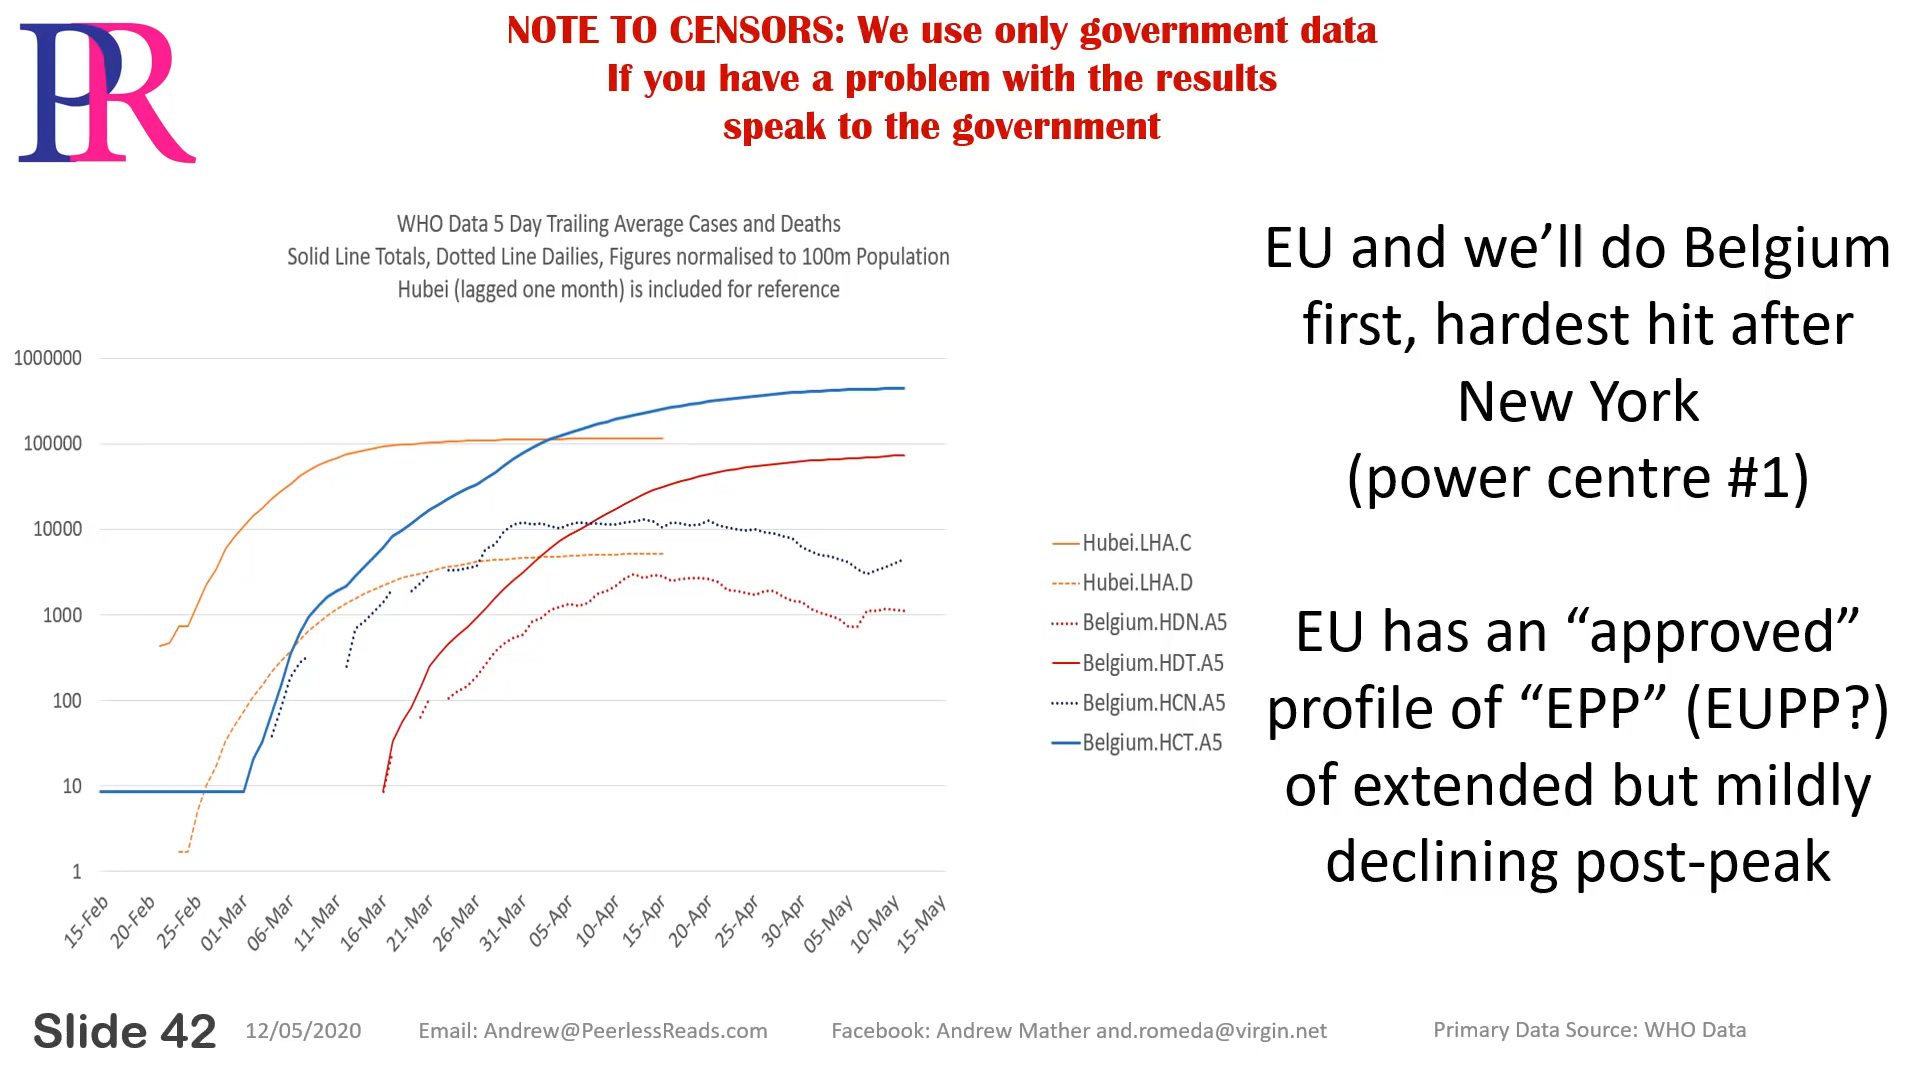 PR
NOTE TO CENSORS: We use only government data
If you have a problem with the results
speak to the government
WHO Data 5 Day Trailing Average Cases and Deaths
Solid Line Totals, Dotted Line Dailies, Figures normalised to 100m Population
Hubei (lagged one month) is included for reference
1000000
100000
10000
1000
100
10
1
15-Feb
20-Feb
25-Feb
01-Mar
06-Mar
11-Mar
16-Mar
21-Mar
26-Mar
31-Mar
05-Apr
10-Apr
15-Apr
20-Apr
25-Apr
30-Apr
05-May
10-May
15-May
Hubei.LHA.C
Hubei.LHA.D
Belgium.HDN.A5
Belgium.HDT.A5
Belgium.HCN.A5
Belgium.HCT.A5
EU and we’ll do Belgium
first, hardest hit after
New York
(power centre #1)
EU has an “approved”
profile of “EPP” (EUPP?)
of extended but mildly
declining post-peak
Slide 42
12/05/2020
Email: Andrew@PeerlessReads.com
Facebook: Andrew Mather and.romeda@virgin.net
Primary Data Source: WHO Data